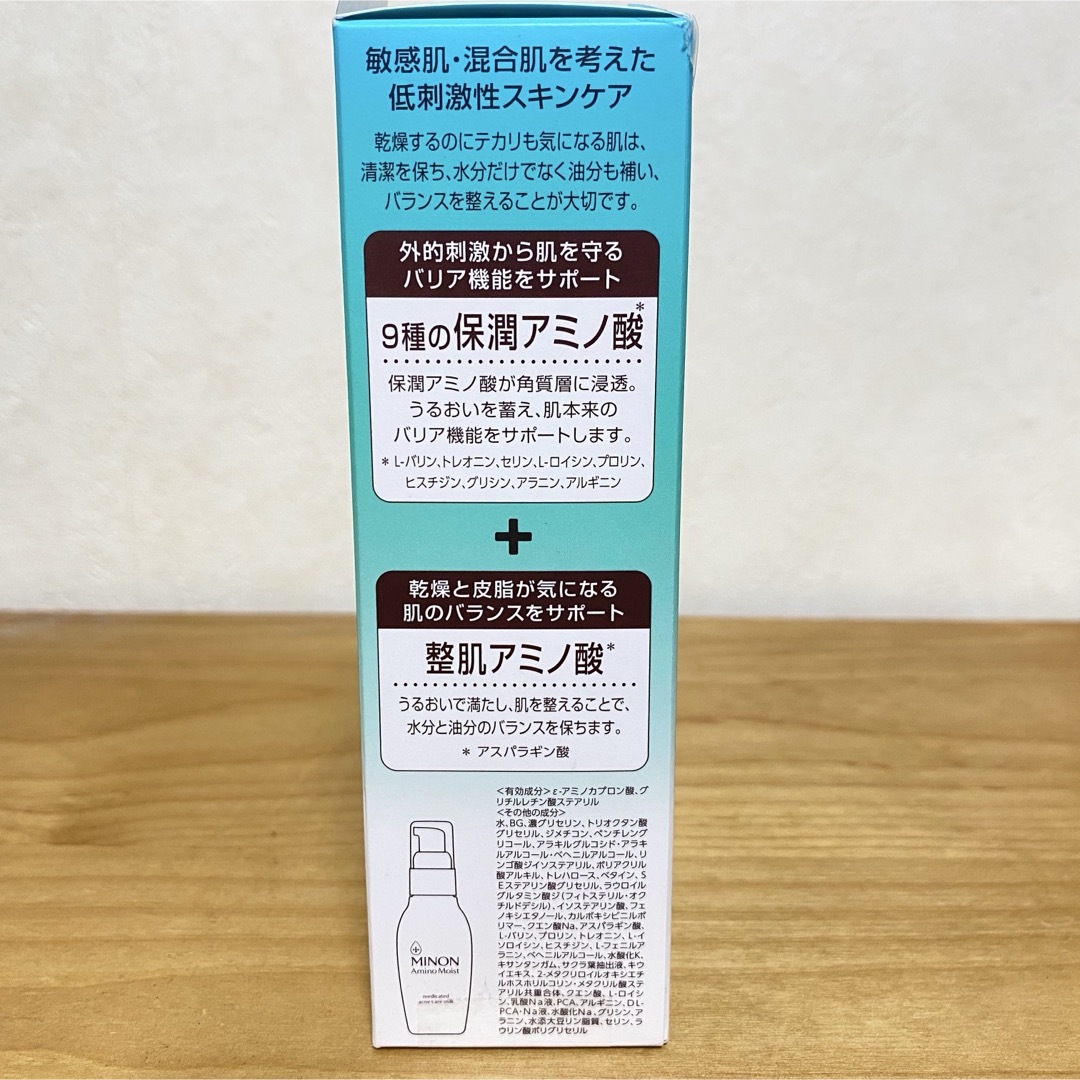 敏感肌・混合肌を考えた
低刺激性スキンケア
乾燥するのにテカリも気になる肌は、
清潔を保ち、水分だけでなく油分も補い、
バランスを整えることが大切です。
外的刺激から肌を守る
バリア機能をサポート
9種の保潤アミノ酸*
保潤アミノ酸が角質層に浸透。
うるおいを蓄え、肌本来の
バリア機能をサポートします。
* L-バリン、トレオニン、セリン、L-ロイシン、プロリン、
ヒスチジン、グリシン、アラニン、アルギニン
+
乾燥と皮脂が気になる
肌のバランスをサポート
整肌アミノ酸*
うるおいで満たし、肌を整えることで、
水分と油分のバランスを保ちます。
* アスパラギン酸
<有効成分> ε-アミノカプロン酸、グ
リチルレチン酸ステアリル
<その他の成分>
水、BG、濃グリセリン、トリオクタン酸
グリセリル、ジメチコン、ペンチレング
リコール、アラキルグルコシド・アラキ
ルアルコール・ベヘニルアルコール、リ
ンゴ酸ジイソステアリル、ポリアクリル
酸アルキル、トレハロース、ベタイン、S
Eステアリン酸グリセリル、ラウロイル
グルタミン酸ジ(フィトステリル・オク
チルドデシル)、イソステアリン酸、フェ
ノキシエタノール、カルボキシビニルポ
リマー、クエン酸Na、アスパラギン酸、
L-バリン、プロリン、トレオニン、L-イ
ソロイシン、ヒスチジン、L-フェニルア
ラニン、ベヘニルアルコール、水酸化K、
キサンタンガム、サクラ葉抽出液、キウ
イエキス、2-メタクリロイルオキシエチ
ルホスホリルコリン・メタクリル酸ステ
アリル共重合体、クエン酸、L-ロイシ
ン、乳酸Na液、PCA、アルギニン、DL-
PCA・Na液、水酸化Na、グリシン、ア
ラニン、水添大豆リン脂質、セリン、ラ
ウリン酸ポリグリセリル
MINON
Amino Moist
medicated
acne care milk